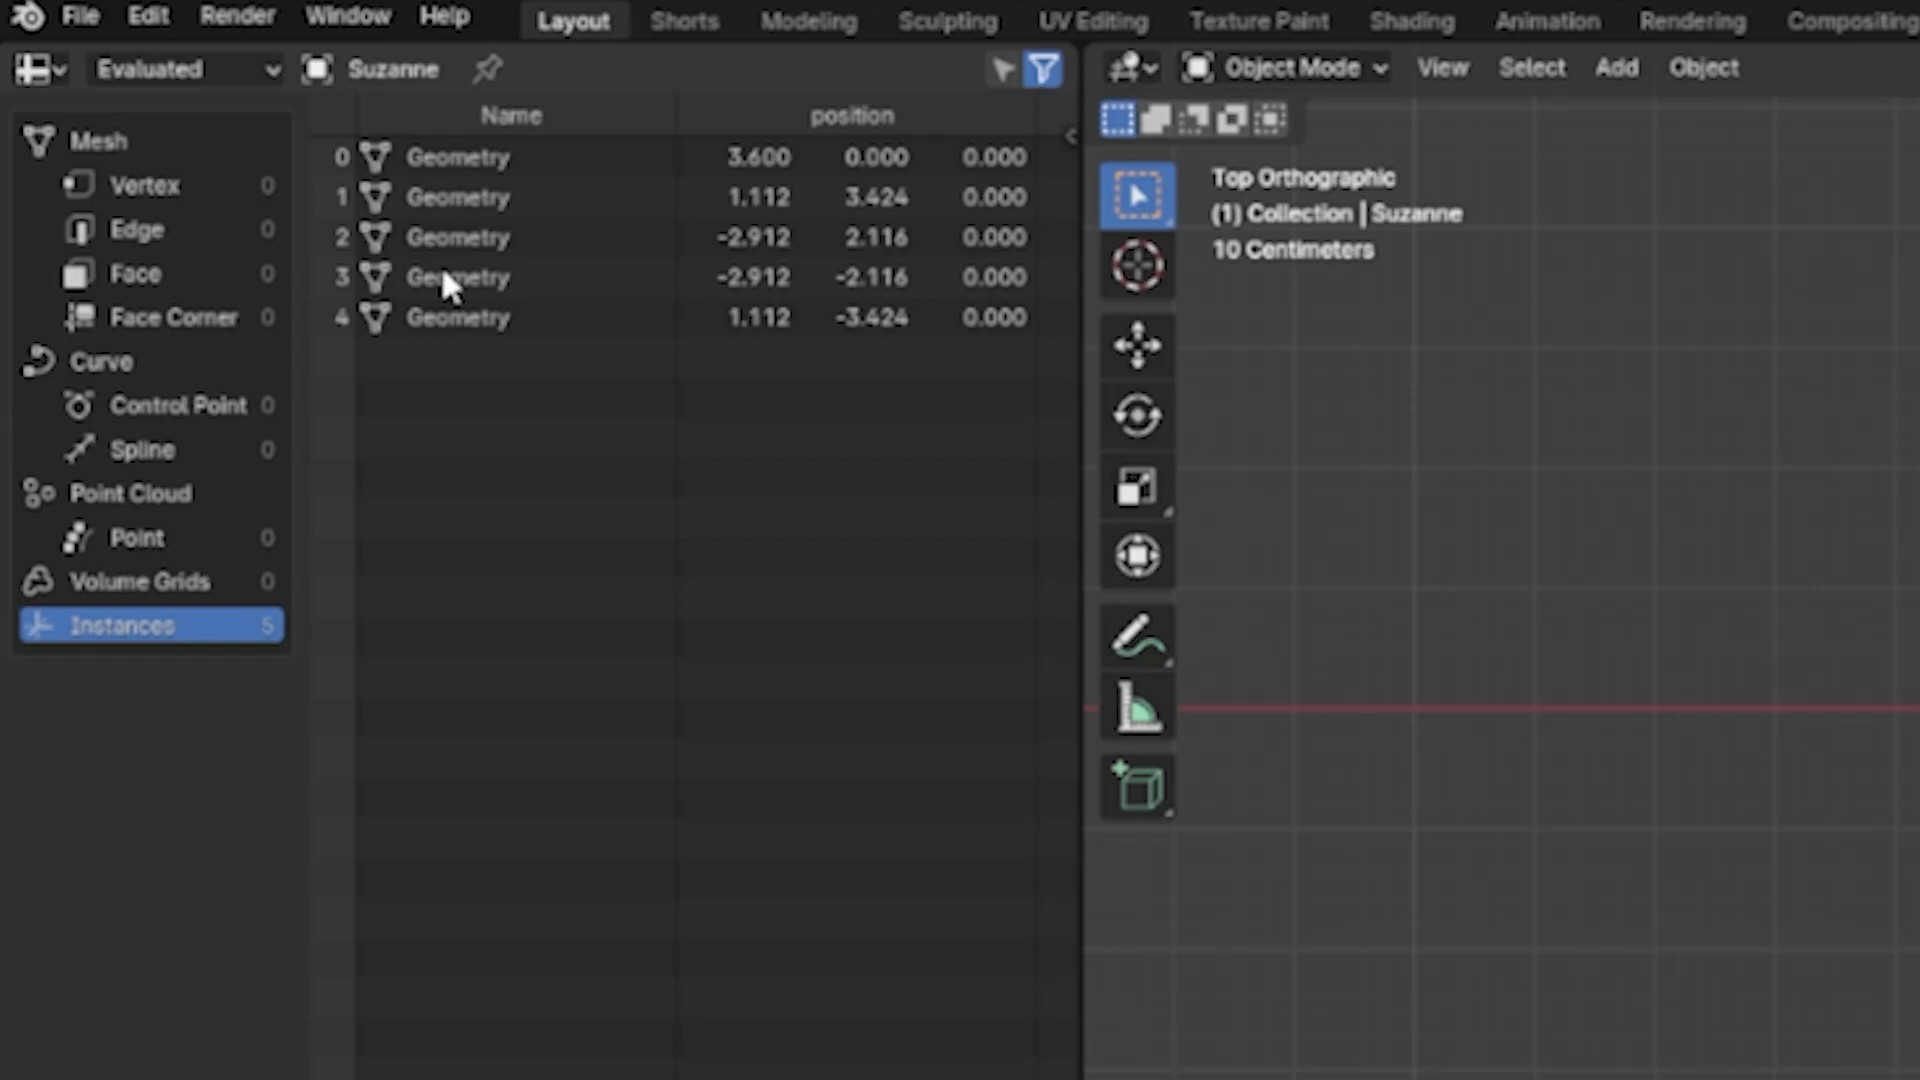 File Edit Render Window Help Layout Shorts Modeling Sculpting UV Editing Texture Paint Shading Animation Rendering Compositing
Evaluated Suzanne
Object Mode View Select Add Object
Name position
Mesh
Vertex 0
Edge 0
Face 0
Face Corner 0
Curve
Control Point 0
Spline 0
Point Cloud
Point 0
Volume Grids 0
Instances 5
0 Geometry 3.600 0.000 0.000
1 Geometry 1.112 3.424 0.000
2 Geometry -2.912 2.116 0.000
3 Geometry -2.912 -2.116 0.000
4 Geometry 1.112 -3.424 0.000
Top Orthographic
(1) Collection | Suzanne
10 Centimeters